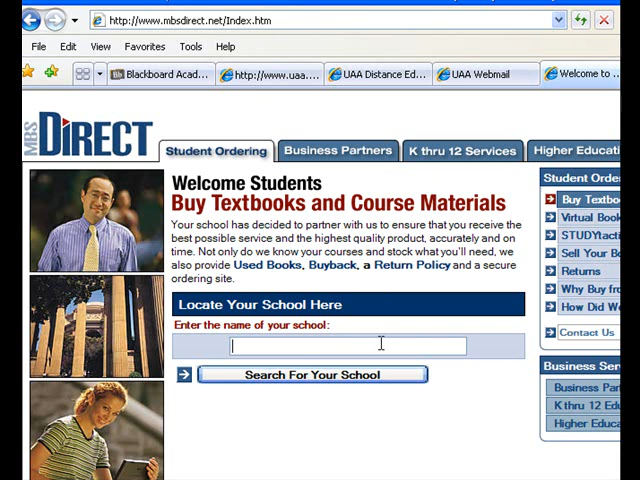 http://www.mbsdirect.net/Index.htm
File Edit View Favorites Tools Help
Blackboard Acad...
http://www.uaa....
UAA Distance Ed...
UAA Webmail
Welcome to ...
MBS DIRECT
Student Ordering
Business Partners
K thru 12 Services
Higher Educati
Welcome Students
Buy Textbooks and Course Materials
Your school has decided to partner with us to ensure that you receive the
best possible service and the highest quality product, accurately and on
time. Not only do we know your courses and stock what you'll need, we
also provide Used Books, Buyback, a Return Policy and a secure
ordering site.
Locate Your School Here
Enter the name of your school:
Search For Your School
Student Orde
Buy Textbo
Virtual Book
STUDYtacti
Sell Your B
Returns
Why Buy fro
How Did We
Contact Us
Business Serv
Business Par
K thru 12 Edu
Higher Educa